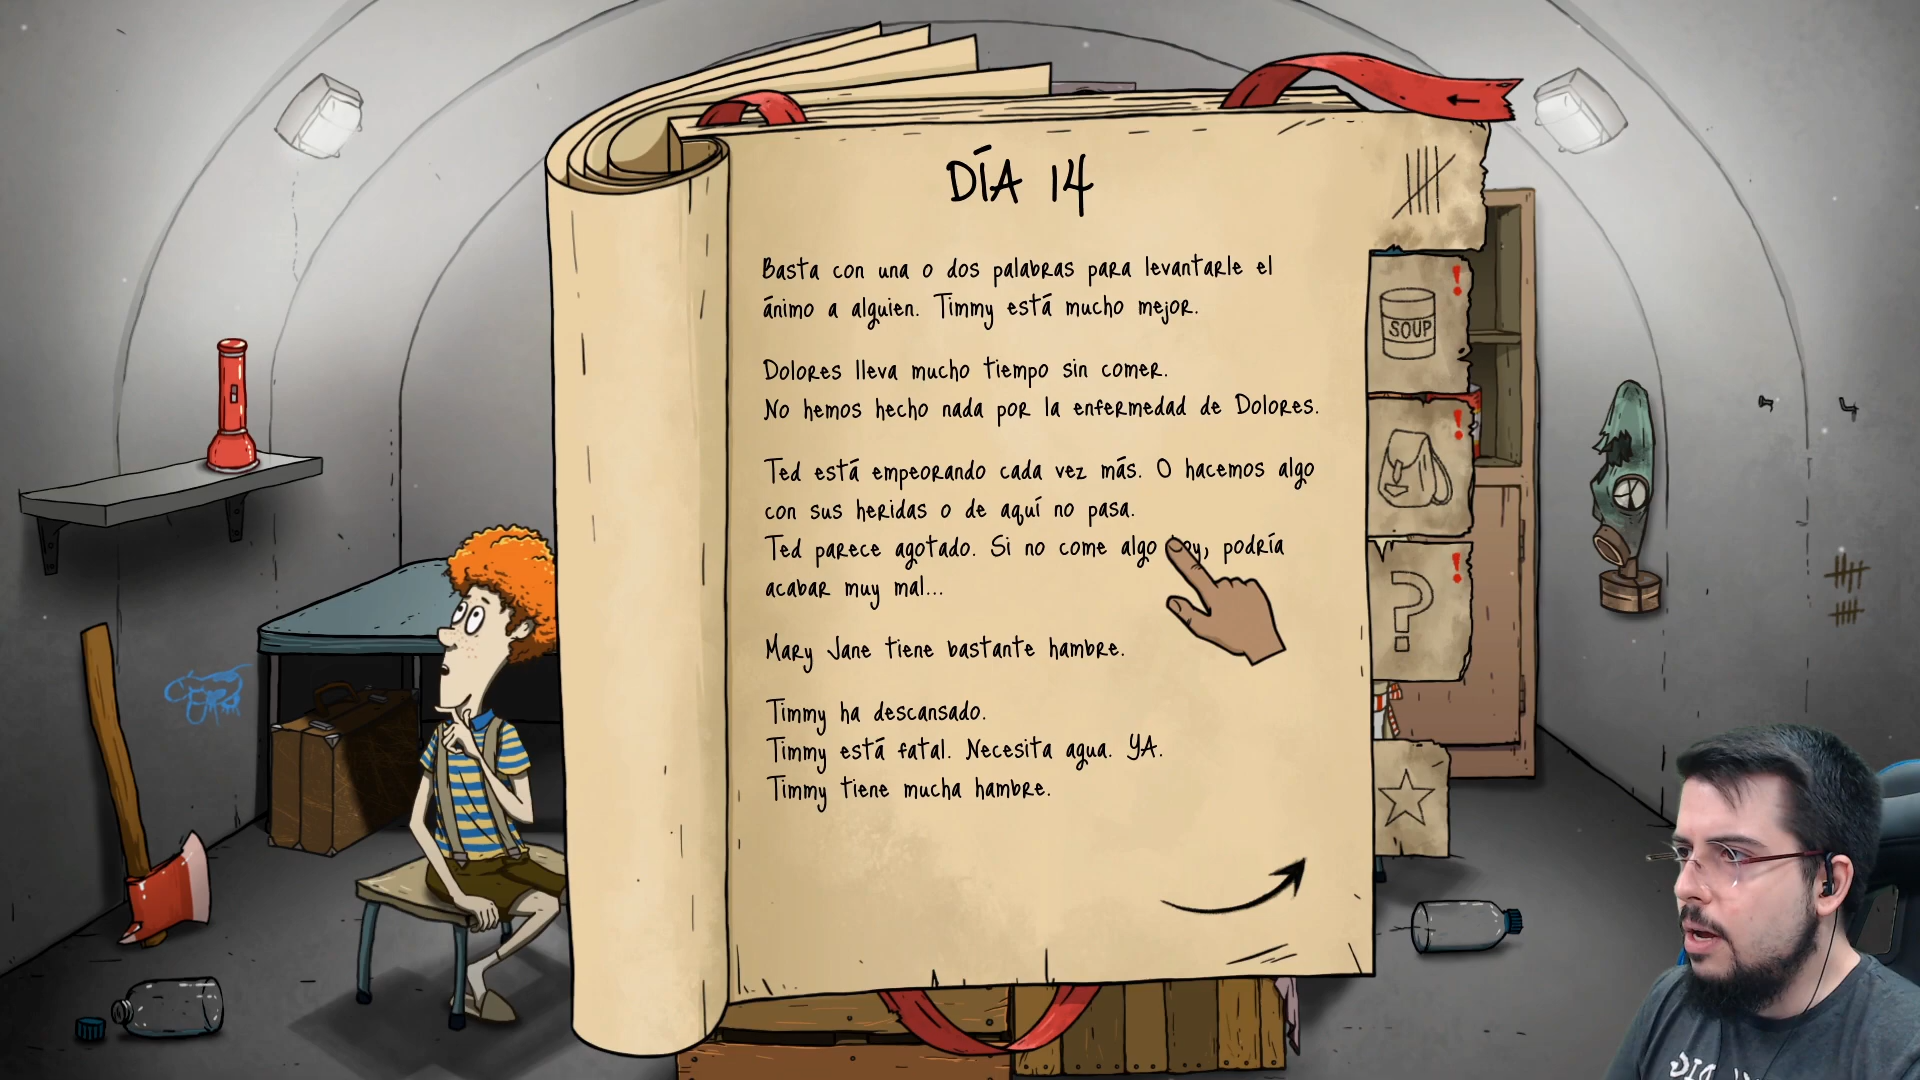 DÍA 14
Basta con una o dos palabras para levantarle el
ánimo a alguien. Timmy está mucho mejor.
Dolores lleva mucho tiempo sin comer.
No hemos hecho nada por la enfermedad de Dolores.
Ted está empeorando cada vez más. O hacemos algo
con sus heridas o de aquí no pasa.
Ted parece agotado. Si no come algo hoy, podría
acabar muy mal...
Mary Jane tiene bastante hambre.
Timmy ha descansado.
Timmy está fatal. Necesita agua. YA.
Timmy tiene mucha hambre.
!
SOUP
!
!
?